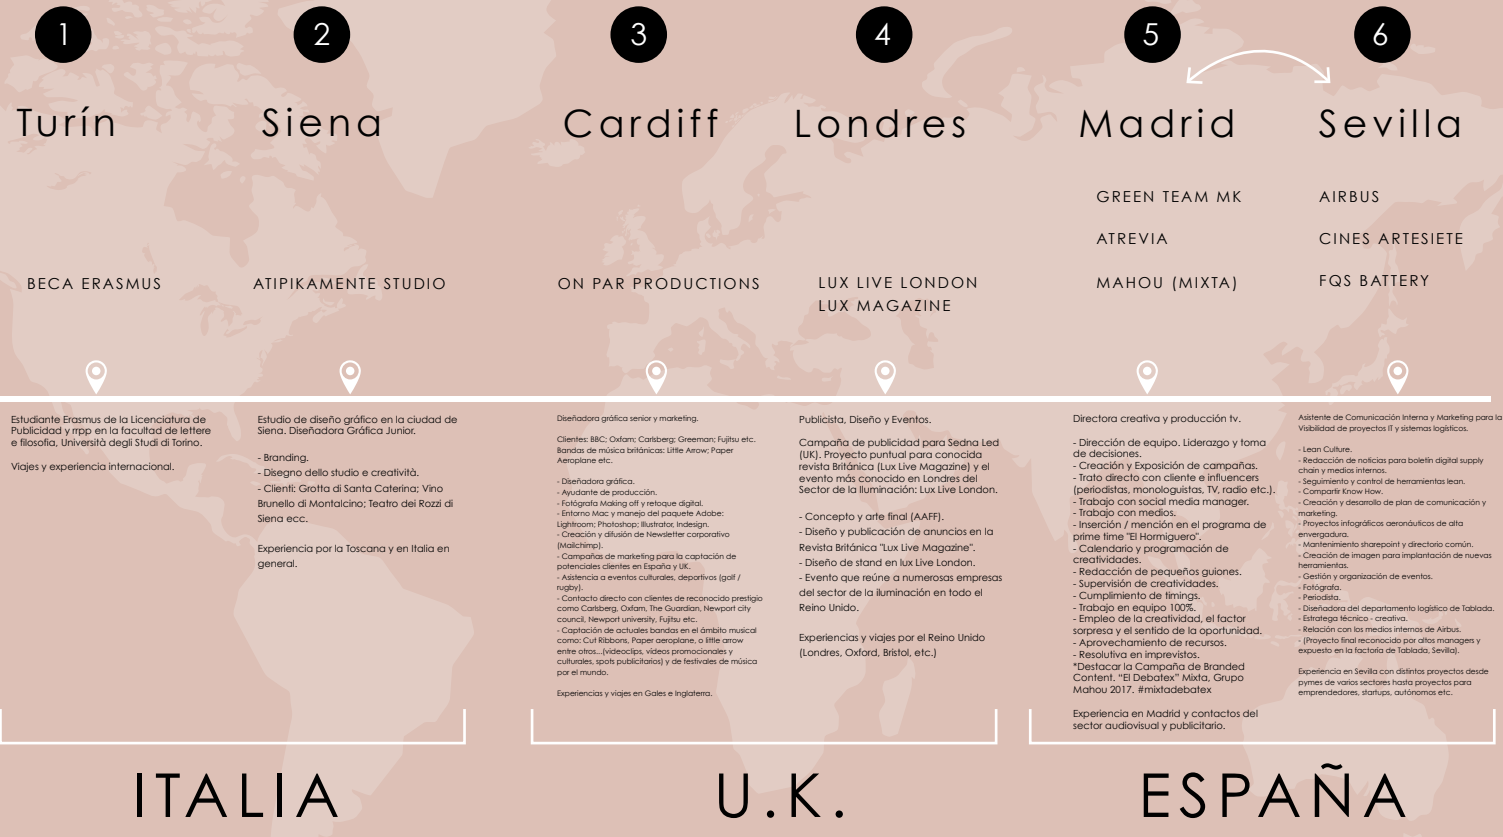 1
Turín
BECA ERASMUS
Estudiante Erasmus de la Licenciatura de
Publicidad y rrpp en la facultad de lettere
e filosofia, Università degli Studi di Torino.
Viajes y experiencia internacional.
2
Siena
ATIPIKAMENTE STUDIO
Estudio de diseño gráfico en la ciudad de
Siena. Diseñadora Gráfica Junior.
- Branding.
- Disegno dello studio e creatività.
- Clienti: Grotta di Santa Caterina; Vino
Brunello di Montalcino; Teatro dei Rozzi di
Siena ecc.
Experiencia por la Toscana y en Italia en
general.
ITALIA
3
Cardiff
ON PAR PRODUCTIONS
Diseñadora gráfica senior y marketing.
Clientes: BBC; Oxfam; Carlsberg; Greeman; Fujitsu etc.
Bandas de música británicas: Little Arrow; Paper
Aeroplane etc.
- Diseñadora gráfica.
- Ayudante de producción.
- Fotógrafa Making off y retoque digital.
- Entorno Mac y manejo del paquete Adobe:
Lightroom; Photoshop; Illustrator, Indesign.
- Creación y difusión de Newsletter corporativo
(Mailchimp).
- Campañas de marketing para la captación de
potenciales clientes en España y UK.
- Asistencia a eventos culturales, deportivos (golf /
rugby).
- Contacto directo con clientes de reconocido prestigio
como Carlsberg, Oxfam, The Guardian, Newport city
council, Newport university, Fujitsu etc.
- Captación de actuales bandas en el ámbito musical
como: Cut Ribbons, Paper aeroplane, o little arrow
entre otros...(videoclips, vídeos promocionales y
culturales, spots publicitarios) y de festivales de música
por el mundo.
Experiencias y viajes en Gales e Inglaterra.
4
Londres
LUX LIVE LONDON
LUX MAGAZINE
Publicista, Diseño y Eventos.
Campaña de publicidad para Sedna Led
(UK). Proyecto puntual para conocida
revista Británica (Lux Live Magazine) y el
evento más conocido en Londres del
Sector de la Iluminación: Lux Live London.
- Concepto y arte final (AAFF).
- Diseño y publicación de anuncios en la
Revista Británica "Lux Live Magazine".
- Diseño de stand en lux Live London.
- Evento que reúne a numerosas empresas
del sector de la iluminación en todo el
Reino Unido.
Experiencias y viajes por el Reino Unido
(Londres, Oxford, Bristol, etc.)
U.K.
5
Madrid
GREEN TEAM MK
ATREVIA
MAHOU (MIXTA)
Directora creativa y producción tv.
- Dirección de equipo. Liderazgo y toma
de decisiones.
- Creación y Exposición de campañas.
- Trato directo con cliente e influencers
(periodistas, monologuistas, TV, radio etc.).
- Trabajo con social media manager.
- Trabajo con medios.
- Inserción / mención en el programa de
prime time "El Hormiguero".
- Calendario y programación de
creatividades.
- Redacción de pequeños guiones.
- Supervisión de creatividades.
- Cumplimiento de timings.
- Trabajo en equipo 100%.
- Empleo de la creatividad, el factor
sorpresa y el sentido de la oportunidad.
- Aprovechamiento de recursos.
- Resolutiva en imprevistos.
*Destacar la Campaña de Branded
Content. “El Debatex” Mixta, Grupo
Mahou 2017. #mixtadebatex
Experiencia en Madrid y contactos del
sector audiovisual y publicitario.
6
Sevilla
AIRBUS
CINES ARTESIETE
FQS BATTERY
Asistente de Comunicación Interna y Marketing para la
Visibilidad de proyectos IT y sistemas logísticos.
- Lean Culture.
- Redacción de noticias para boletín digital supply
chain y medios internos.
- Seguimiento y control de herramientas lean.
- Compartir Know How.
- Creación y desarrollo de plan de comunicación y
marketing.
- Proyectos infográficos aeronáuticos de alta
envergadura.
- Mantenimiento sharepoint y directorio común.
- Creación de imagen para implantación de nuevas
herramientas.
- Gestión y organización de eventos.
- Fotógrafa.
- Periodista.
- Diseñadora del departamento logístico de Tablada.
- Estratega técnico - creativa.
- Relación con los medios internos de Airbus.
- (Proyecto final reconocido por altos managers y
expuesto en la factoría de Tablada, Sevilla).
Experiencia en Sevilla con distintos proyectos desde
pymes de varios sectores hasta proyectos para
emprendedores, startups, autónomos etc.
ESPAÑA